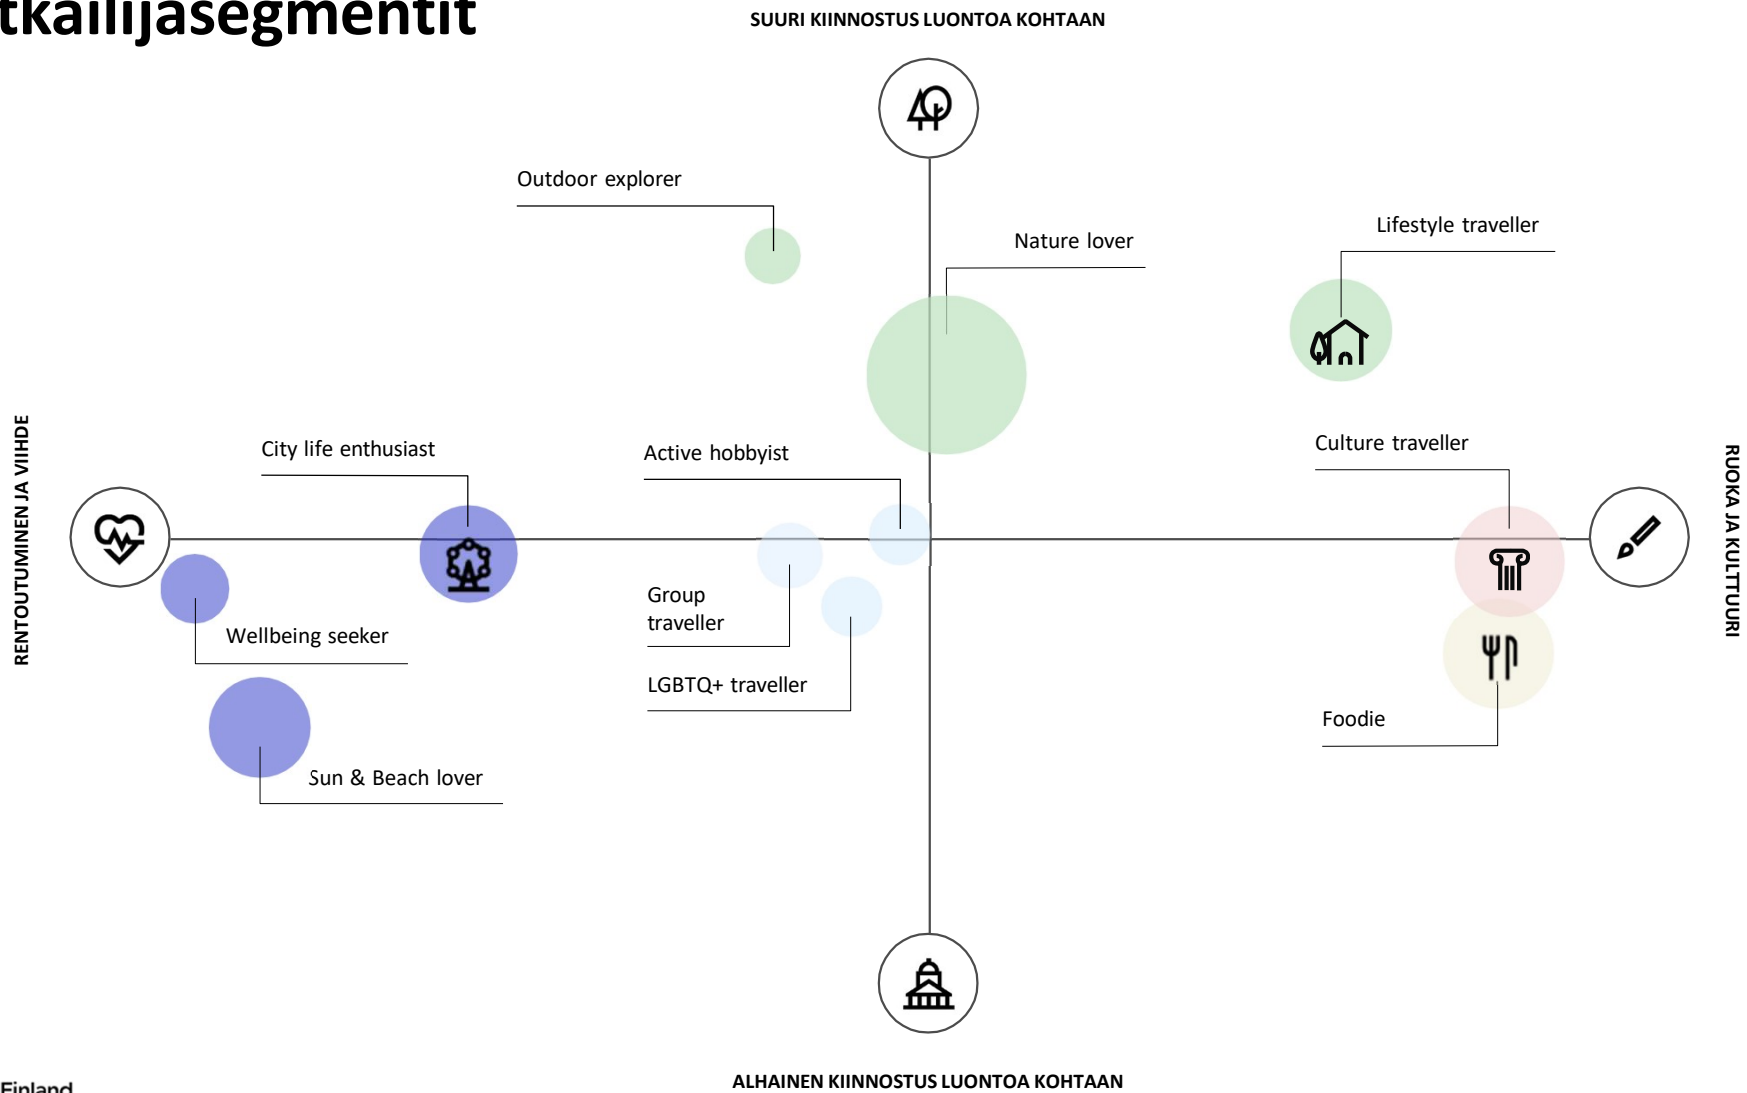 tkailijasegmentit
SUURI KIINNOSTUS LUONTOA KOHTAAN
Outdoor explorer
Lifestyle traveller
Nature lover
RENTOUTUMINEN JA VIIHDE
City life enthusiast
Active hobbyist
Culture traveller
RUOKA JA KULTTUURI
Group
traveller
Wellbeing seeker
LGBTQ+ traveller
Foodie
Sun & Beach lover
ALHAINEN KIINNOSTUS LUONTOA KOHTAAN
Finland